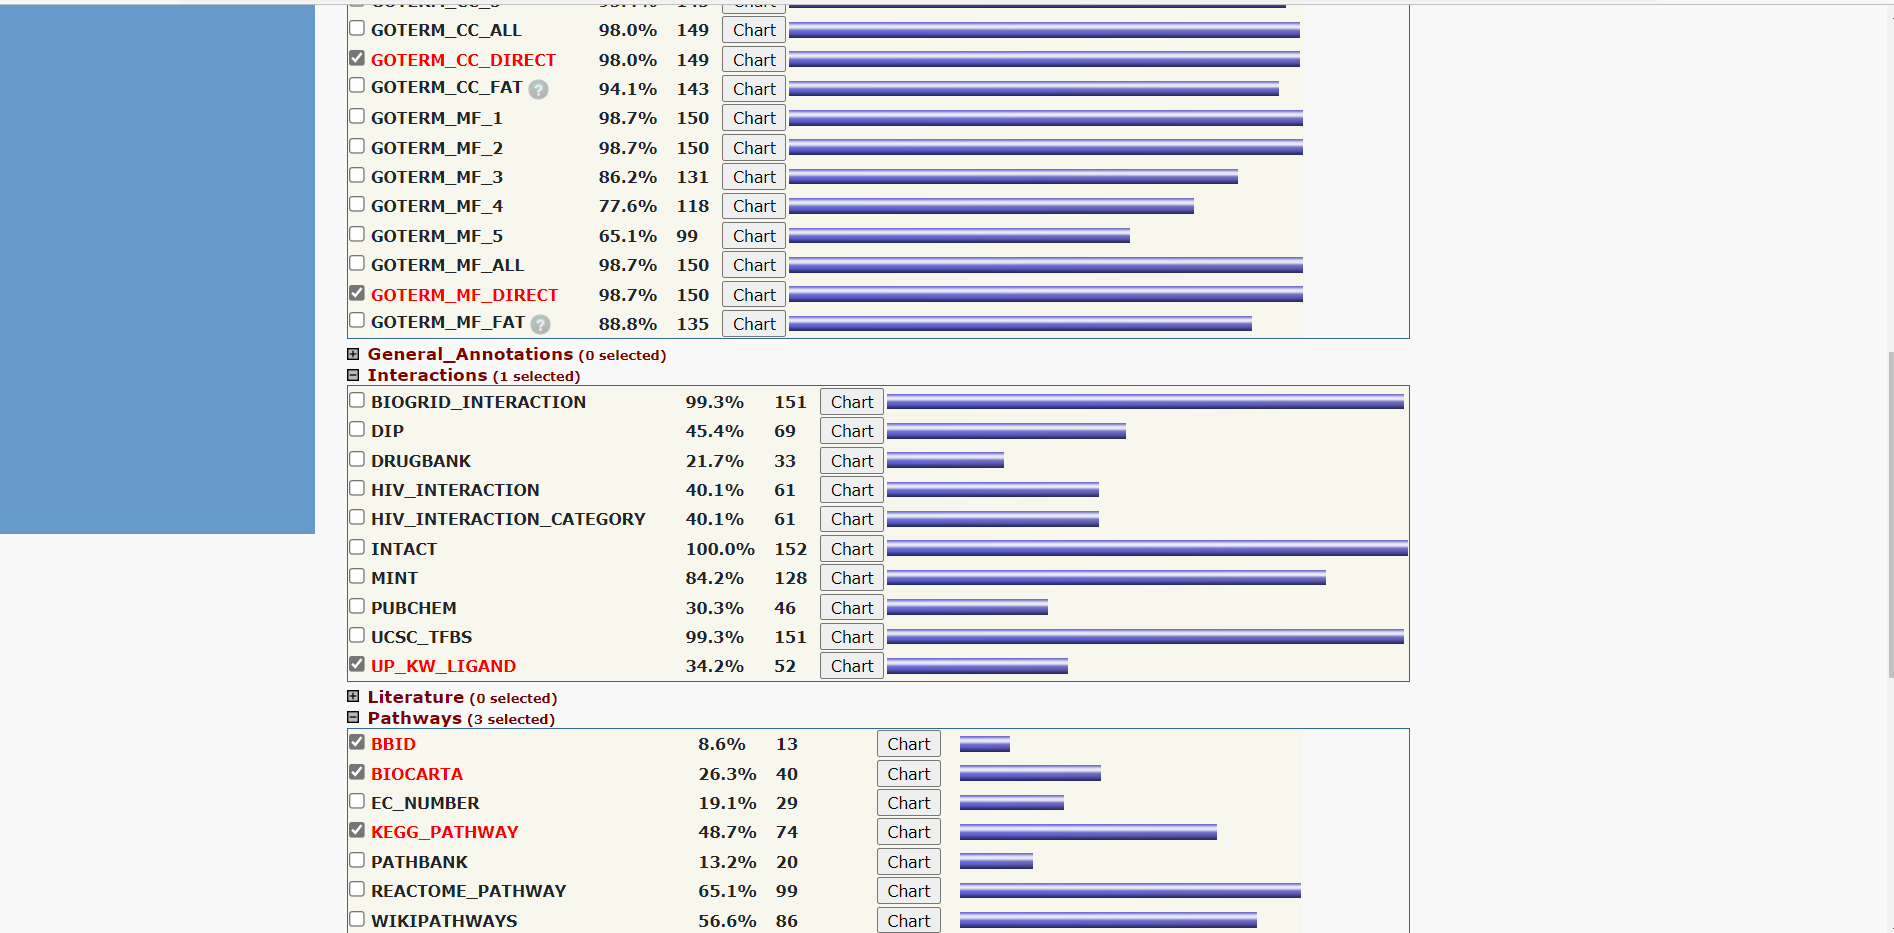 GOTERM_CC_ALL 98.0% 149 Chart
GOTERM_CC_DIRECT 98.0% 149 Chart
GOTERM_CC_FAT ? 94.1% 143 Chart
GOTERM_MF_1 98.7% 150 Chart
GOTERM_MF_2 98.7% 150 Chart
GOTERM_MF_3 86.2% 131 Chart
GOTERM_MF_4 77.6% 118 Chart
GOTERM_MF_5 65.1% 99 Chart
GOTERM_MF_ALL 98.7% 150 Chart
GOTERM_MF_DIRECT 98.7% 150 Chart
GOTERM_MF_FAT ? 88.8% 135 Chart
General_Annotations (0 selected)
Interactions (1 selected)
BIOGRID_INTERACTION 99.3% 151 Chart
DIP 45.4% 69 Chart
DRUGBANK 21.7% 33 Chart
HIV_INTERACTION 40.1% 61 Chart
HIV_INTERACTION_CATEGORY 40.1% 61 Chart
INTACT 100.0% 152 Chart
MINT 84.2% 128 Chart
PUBCHEM 30.3% 46 Chart
UCSC_TFBS 99.3% 151 Chart
UP_KW_LIGAND 34.2% 52 Chart
Literature (0 selected)
Pathways (3 selected)
BBID 8.6% 13 Chart
BIOCARTA 26.3% 40 Chart
EC_NUMBER 19.1% 29 Chart
KEGG_PATHWAY 48.7% 74 Chart
PATHBANK 13.2% 20 Chart
REACTOME_PATHWAY 65.1% 99 Chart
WIKIPATHWAYS 56.6% 86 Chart